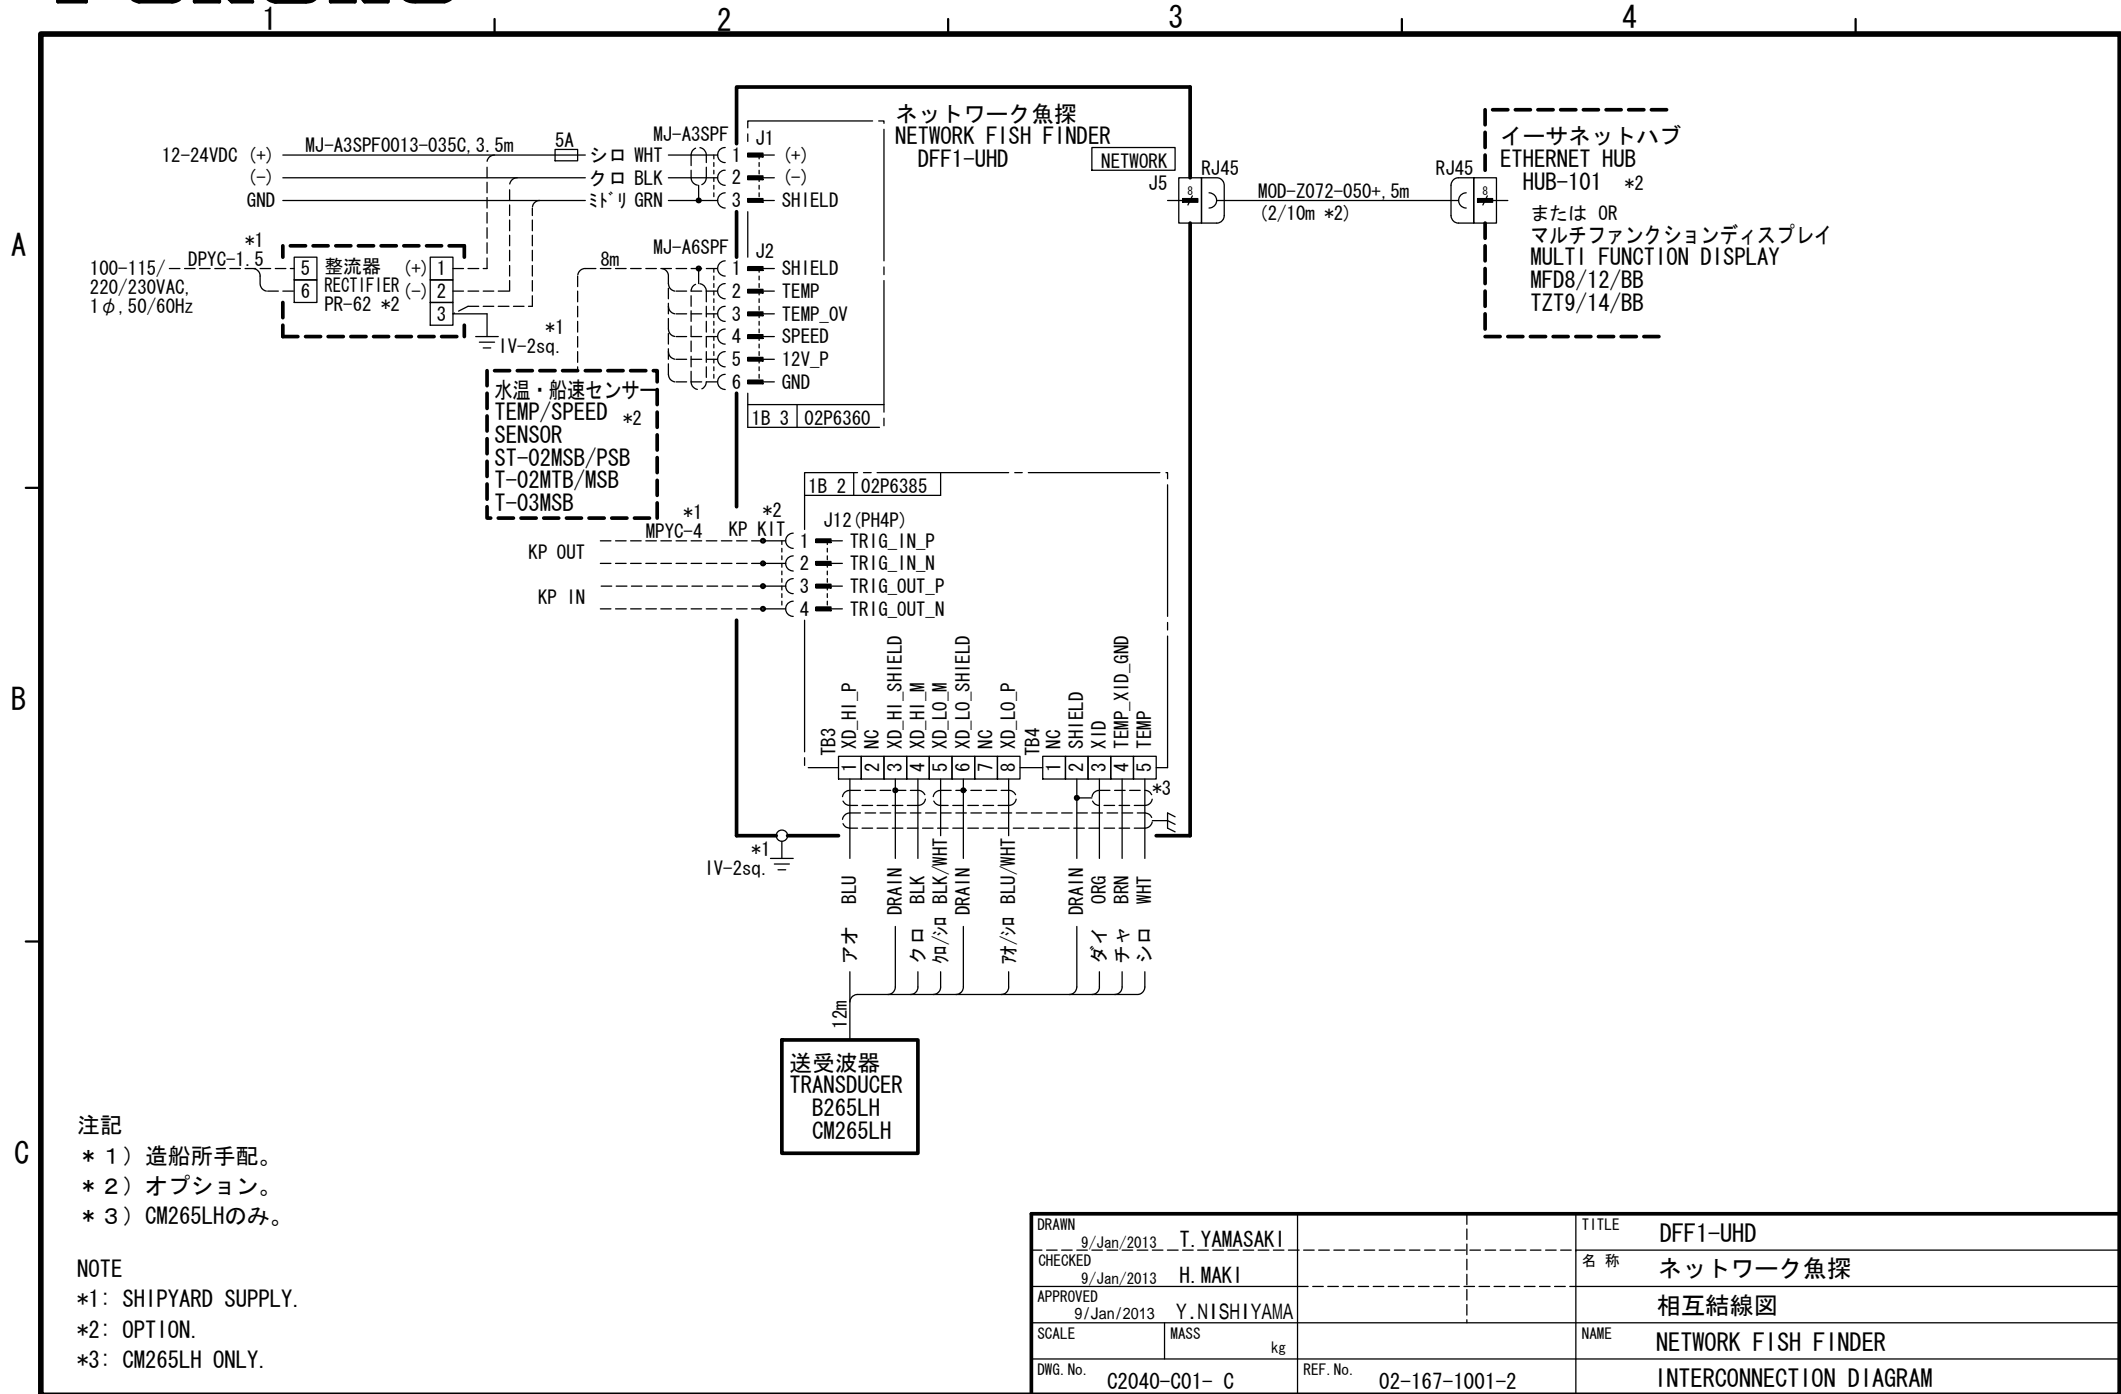 1
2
3
4
A
B
C
ネットワーク魚探
NETWORK FISH FINDER
DFF1-UHD
12-24VDC (+)
(-)
GND
MJ-A3SPF0013-035C, 3.5m
5A
シロ WHT
クロ BLK
ミドリ GRN
MJ-A3SPF
J1
1 (+)
2 (-)
3 SHIELD
NETWORK
J5
8
RJ45
MOD-Z072-050+, 5m
(2/10m *2)
RJ45
8
イーサネットハブ
ETHERNET HUB
HUB-101 *2
または OR
マルチファンクションディスプレイ
MULTI FUNCTION DISPLAY
MFD8/12/BB
TZT9/14/BB
100-115/
220/230VAC,
1φ, 50/60Hz
*1
DPYC-1.5
5
6
整流器
RECTIFIER
PR-62 *2
(+) 1
(-) 2
3
*1
IV-2sq.
8m
MJ-A6SPF
J2
1 SHIELD
2 TEMP
3 TEMP_0V
4 SPEED
5 12V_P
6 GND
1B 3 02P6360
水温・船速センサー
TEMP/SPEED *2
SENSOR
ST-02MSB/PSB
T-02MTB/MSB
T-03MSB
1B 2 02P6385
*1
MPYC-4
*2
KP KIT
J12(PH4P)
KP OUT
KP IN
1 TRIG_IN_P
2 TRIG_IN_N
3 TRIG_OUT_P
4 TRIG_OUT_N
TB3
XD_HI_P
NC
XD_HI_SHIELD
XD_HI_M
XD_LO_M
XD_LO_SHIELD
NC
XD_LO_P
TB4
NC
SHIELD
XID
TEMP_XID_GND
TEMP
1 2 3 4 5 6 7 8
1 2 3 4 5
*3
*1
IV-2sq.
アオ BLU
DRAIN
クロ BLK
クロ/シロ BLK/WHT
DRAIN
アオ/シロ BLU/WHT
DRAIN
ダイ ORG
チャ BRN
シロ WHT
12m
送受波器
TRANSDUCER
B265LH
CM265LH
注記
*1) 造船所手配。
*2) オプション。
*3) CM265LHのみ。
NOTE
*1: SHIPYARD SUPPLY.
*2: OPTION.
*3: CM265LH ONLY.
DRAWN
9/Jan/2013 T. YAMASAKI
CHECKED
9/Jan/2013 H. MAKI
APPROVED
9/Jan/2013 Y.NISHIYAMA
SCALE
MASS
kg
DWG. No. C2040-C01- C
REF. No. 02-167-1001-2
TITLE DFF1-UHD
名称 ネットワーク魚探
相互結線図
NAME NETWORK FISH FINDER
INTERCONNECTION DIAGRAM